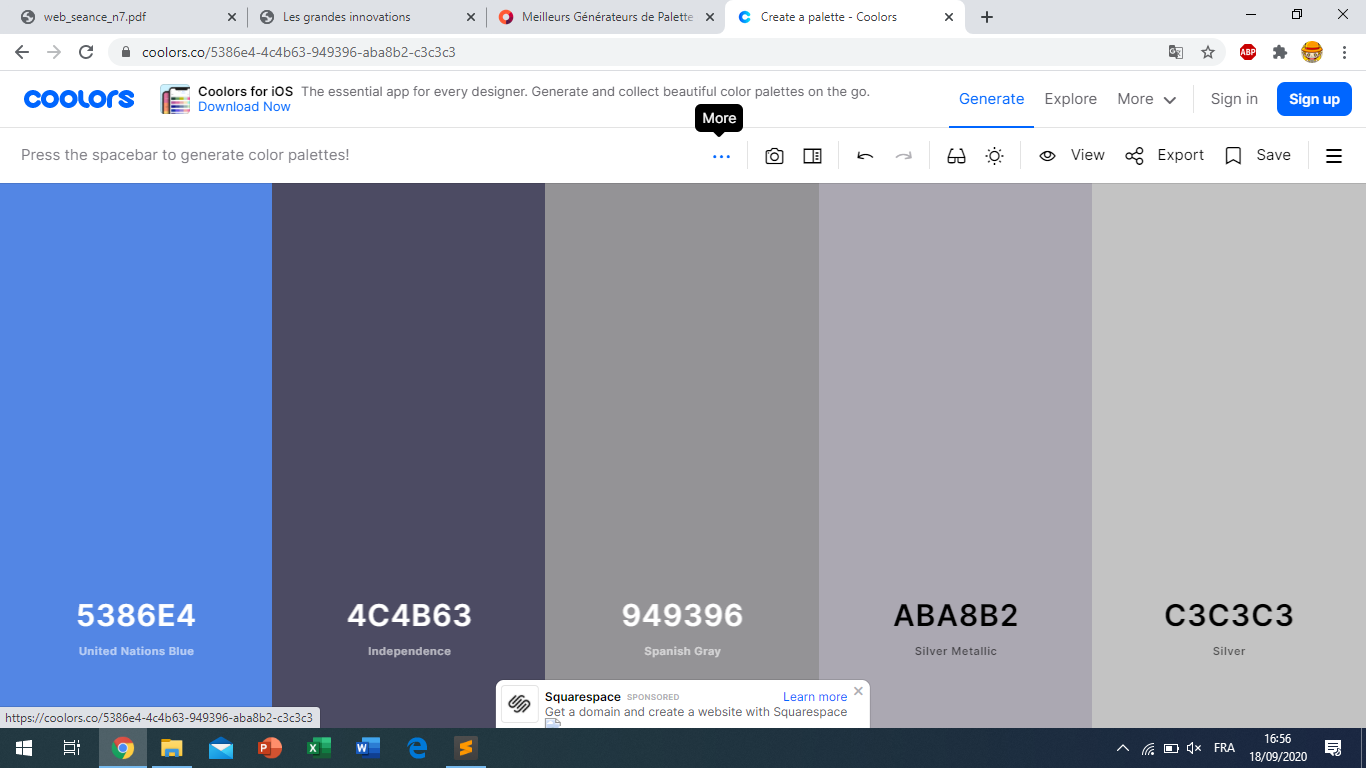 web_seance_n7.pdf
Les grandes innovations
Meilleurs Générateurs de Palette
Create a palette - Coolors
coolors.co/5386e4-4c4b63-949396-aba8b2-c3c3c3
ABP
coolors
Coolors for iOS The essential app for every designer. Generate and collect beautiful color palettes on the go.
Download Now
Generate
Explore
More
Sign in
Sign up
More
Press the spacebar to generate color palettes!
View
Export
Save
5386E4
United Nations Blue
4C4B63
Independence
949396
Spanish Gray
ABA8B2
Silver Metallic
C3C3C3
Silver
Squarespace SPONSORED
Learn more
Get a domain and create a website with Squarespace
https://coolors.co/5386e4-4c4b63-949396-aba8b2-c3c3c3
FRA
16:56
18/09/2020